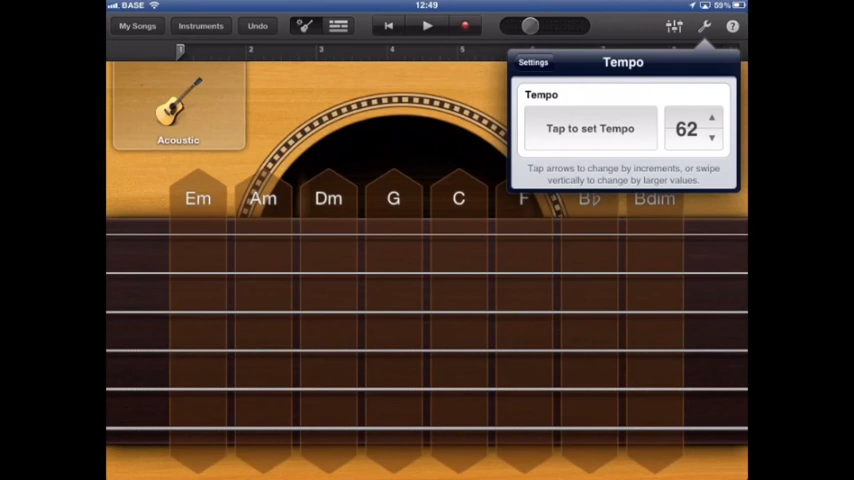 BASE
12:49
59%
My Songs
Instruments
Undo
1 2 3 4 5
Settings
Tempo
Tempo
Tap to set Tempo
62
Tap arrows to change by increments, or swipe
vertically to change by larger values.
Acoustic
Em Am Dm G C F B♭ Bdim